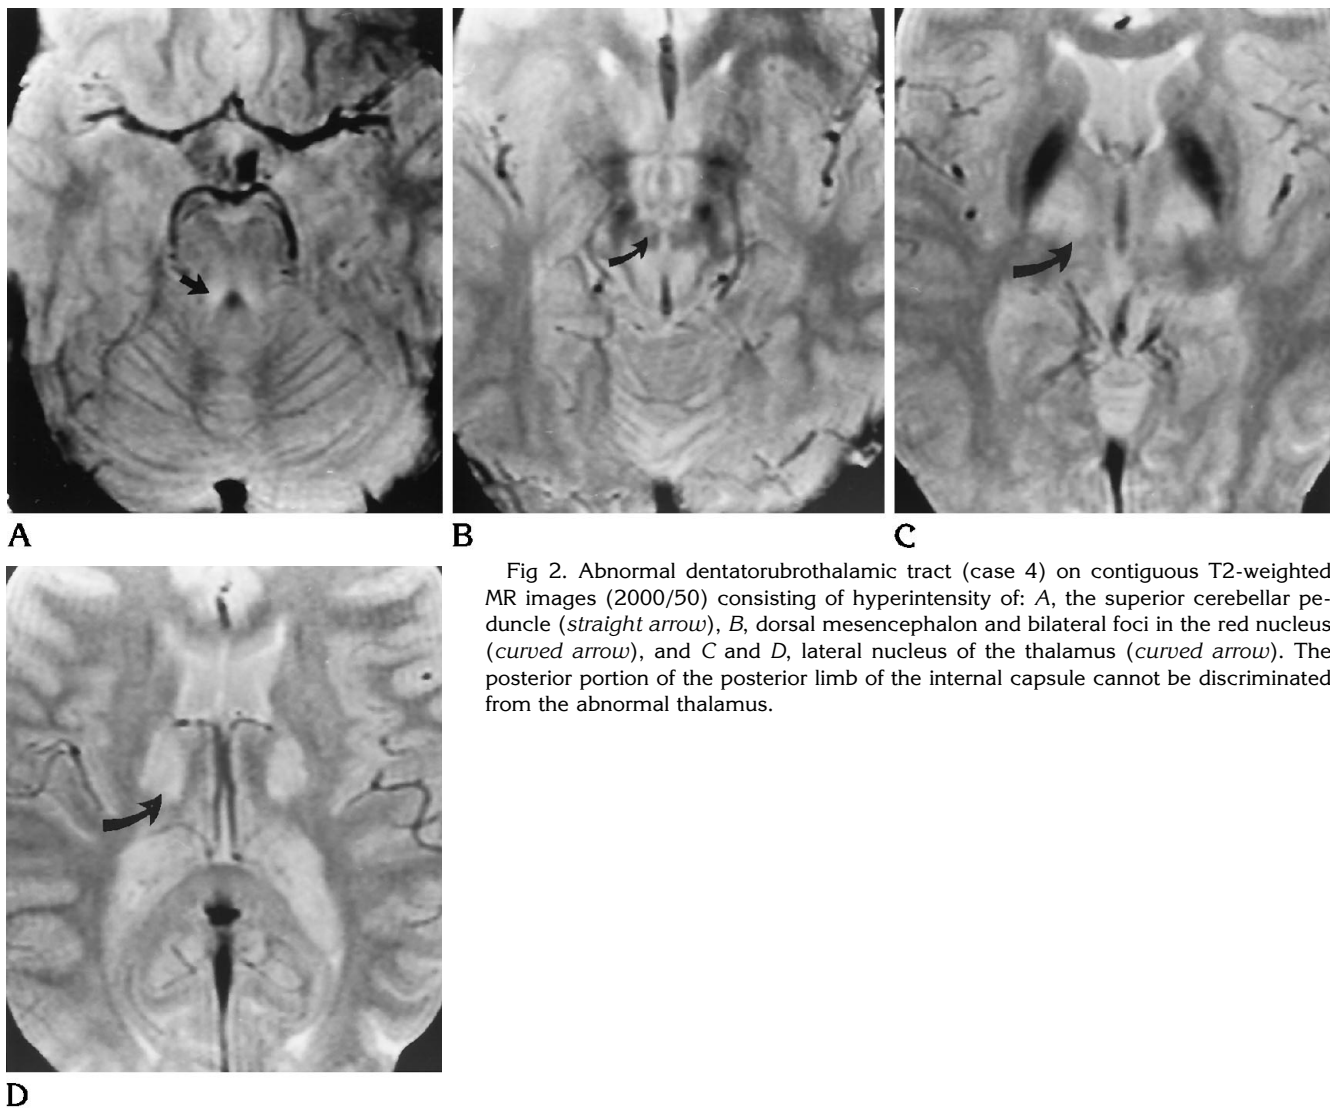 A
B
C
Fig 2. Abnormal dentatorubrothalamic tract (case 4) on contiguous T2-weighted
MR images (2000/50) consisting of hyperintensity of: A, the superior cerebellar pe-
duncle (straight arrow), B, dorsal mesencephalon and bilateral foci in the red nucleus
(curved arrow), and C and D, lateral nucleus of the thalamus (curved arrow). The
posterior portion of the posterior limb of the internal capsule cannot be discriminated
from the abnormal thalamus.
D